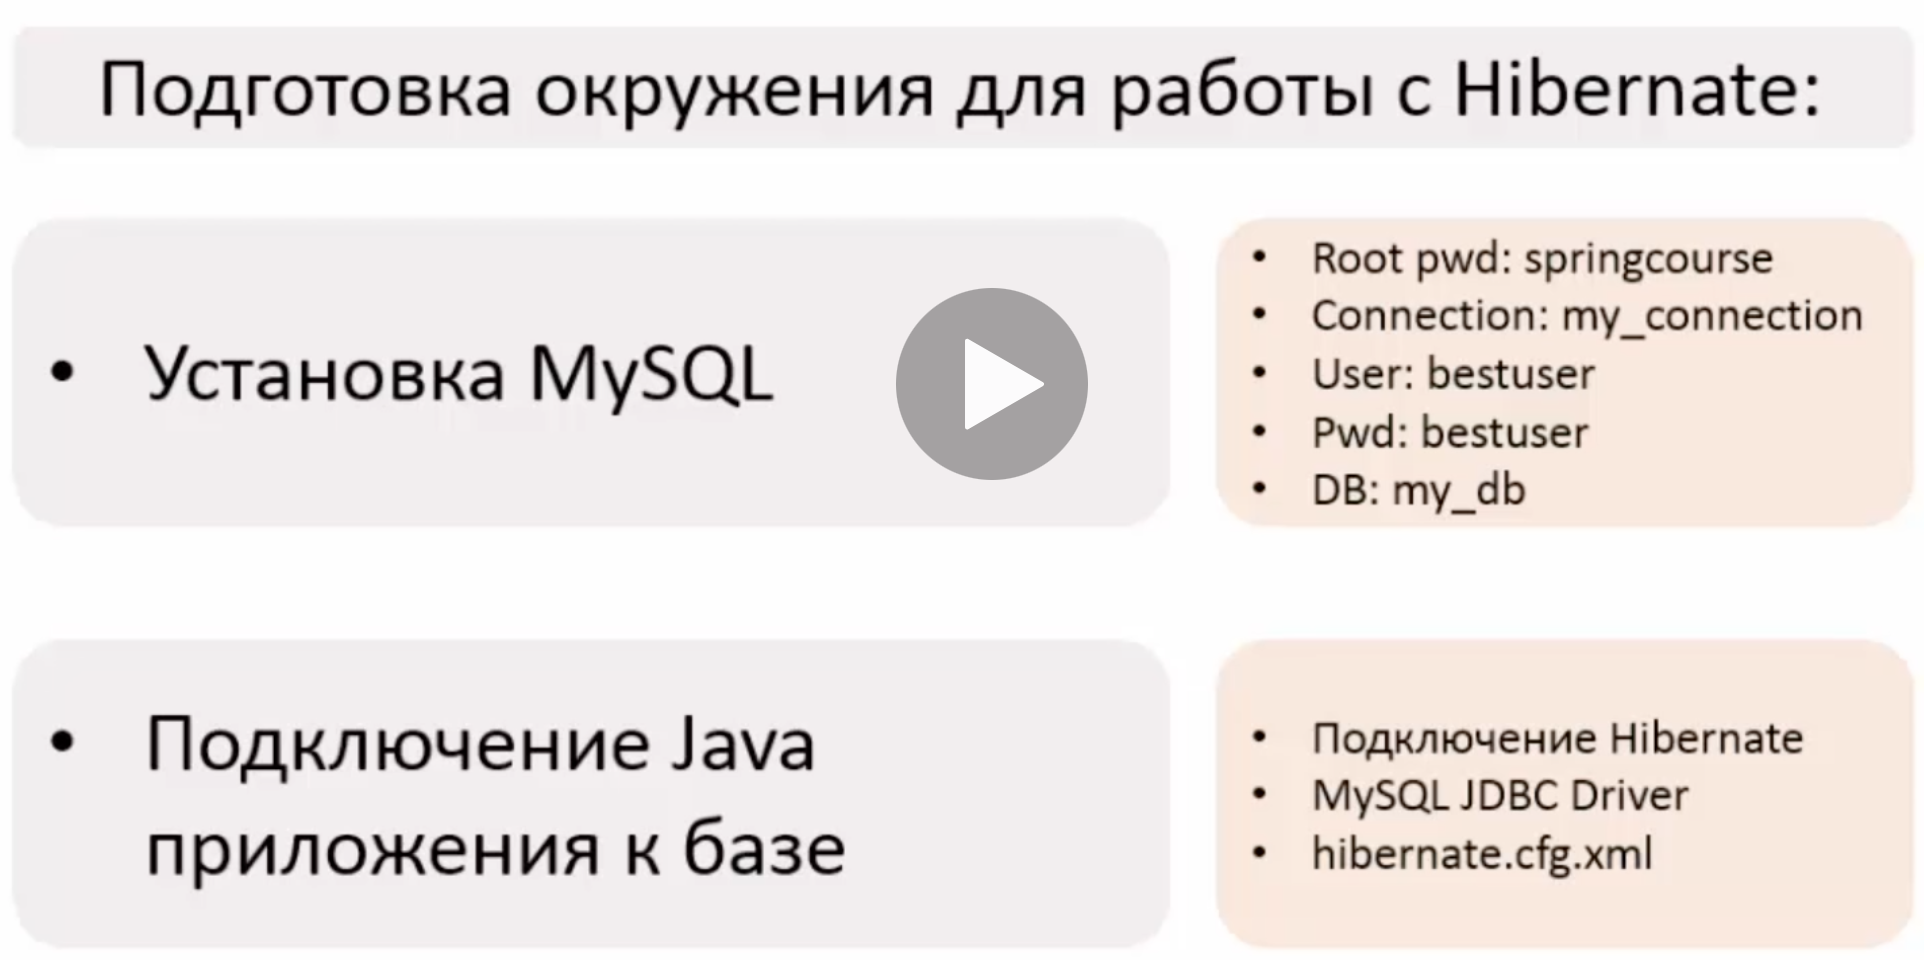 Подготовка окружения для работы с Hibernate:
• Установка MySQL
• Root pwd: springcourse
• Connection: my_connection
• User: bestuser
• Pwd: bestuser
• DB: my_db
• Подключение Java
приложения к базе
• Подключение Hibernate
• MySQL JDBC Driver
• hibernate.cfg.xml